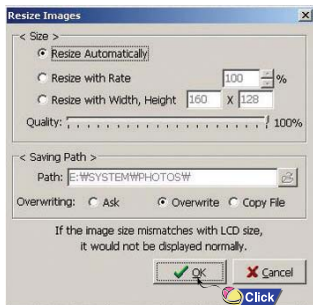 Resize Images
< Size >
Resize Automatically
Resize with Rate 100 %
Resize with Width, Height 160 X 128
Quality: 100%
< Saving Path >
Path: E:₩SYSTEM₩PHOTOS₩
Overwriting: Ask Overwrite Copy File
If the image size mismatches with LCD size,
it would not be displayed normally.
OK Cancel
Click